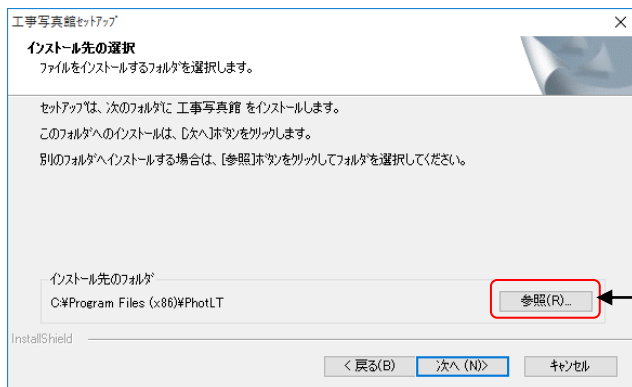 工事写真館ｾｯﾄｱｯﾌﾟ
ｲﾝｽﾄｰﾙ先の選択
ﾌｧｲﾙをｲﾝｽﾄｰﾙするﾌｫﾙﾀﾞを選択します。
ｾｯﾄｱｯﾌﾟは、次のﾌｫﾙﾀﾞに 工事写真館 をｲﾝｽﾄｰﾙします。
このﾌｫﾙﾀﾞへのｲﾝｽﾄｰﾙは、[次へ]ﾎﾞﾀﾝをｸﾘｯｸします。
別のﾌｫﾙﾀﾞへｲﾝｽﾄｰﾙする場合は、[参照]ﾎﾞﾀﾝをｸﾘｯｸしてﾌｫﾙﾀﾞを選択してください。
ｲﾝｽﾄｰﾙ先のﾌｫﾙﾀﾞ
C:¥Program Files (x86)¥PhotLT
参照(R)...
InstallShield
< 戻る(B)
次へ (N)>
ｷｬﾝｾﾙ